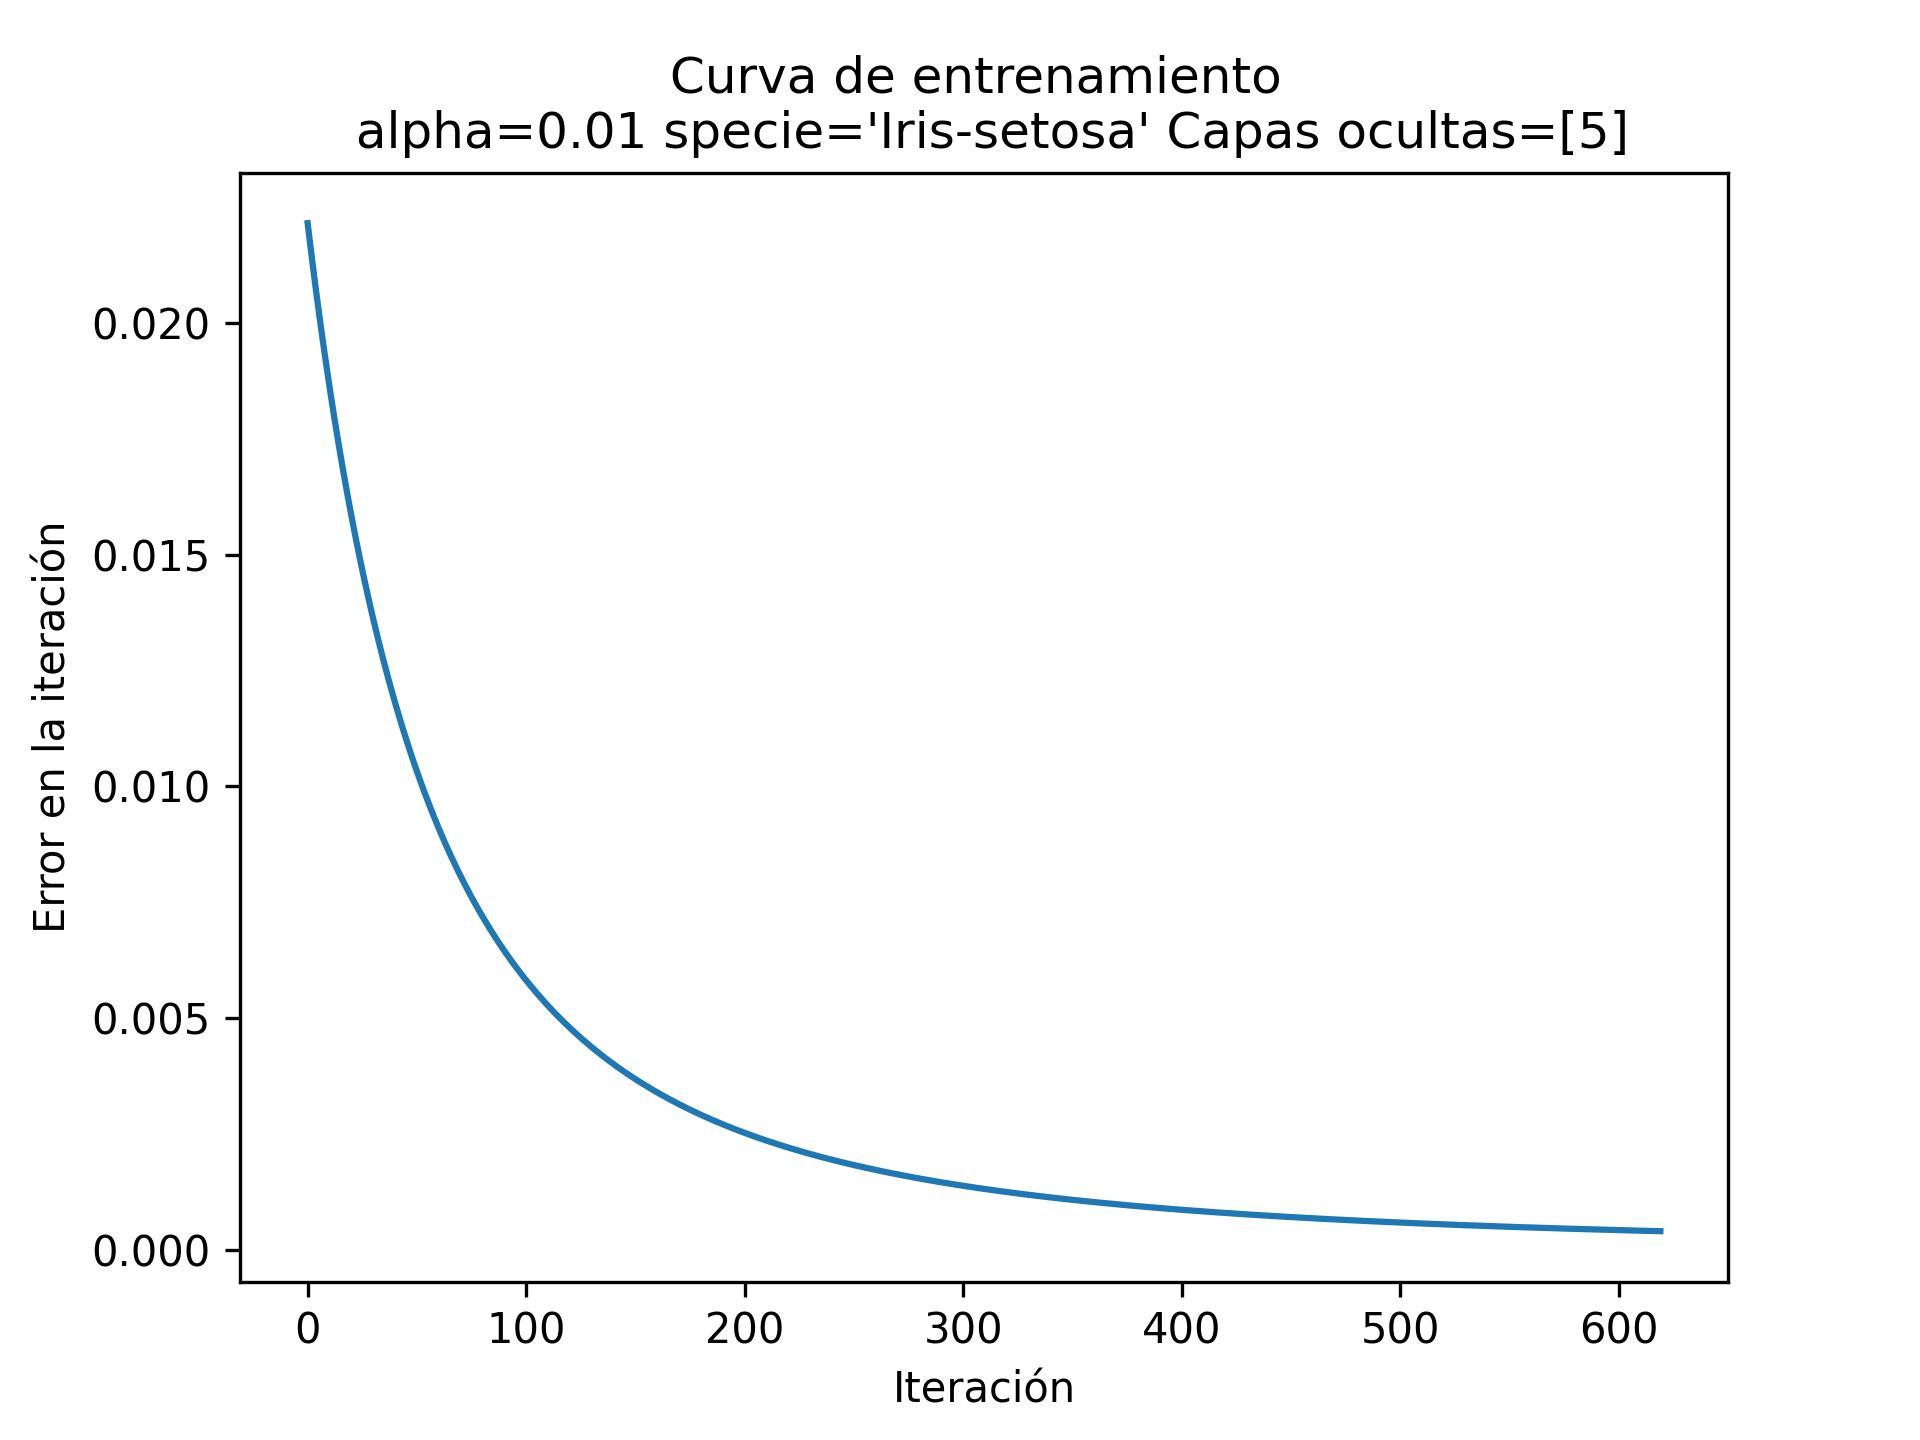 Curva de entrenamiento
alpha=0.01 specie='Iris-setosa' Capas ocultas=[5]
Error en la iteración
0.020
0.015
0.010
0.005
0.000
0 100 200 300 400 500 600
Iteración